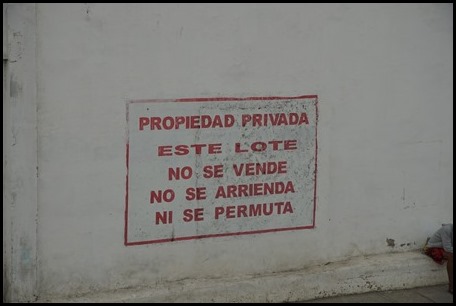 PROPIEDAD PRIVADA
ESTE LOTE
NO SE VENDE
NO SE ARRIENDA
NI SE PERMUTA